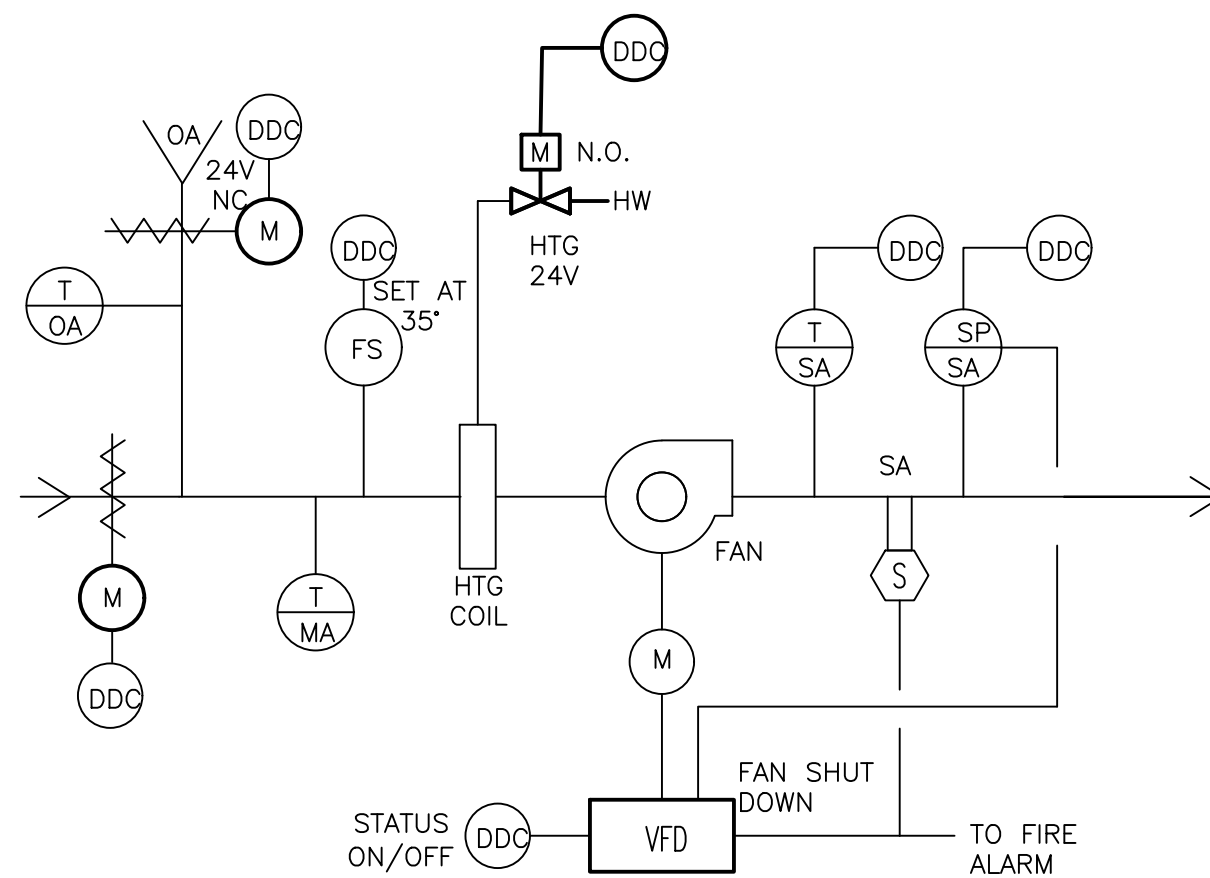 DDC
OA
DDC
24V
NC
M
M
N.O.
HW
HTG
24V
T
OA
DDC
SET AT
35°
FS
DDC
DDC
T
SA
SP
SA
SA
FAN
S
M
DDC
T
MA
HTG
COIL
M
FAN SHUT
DOWN
STATUS
ON/OFF
DDC
VFD
TO FIRE
ALARM